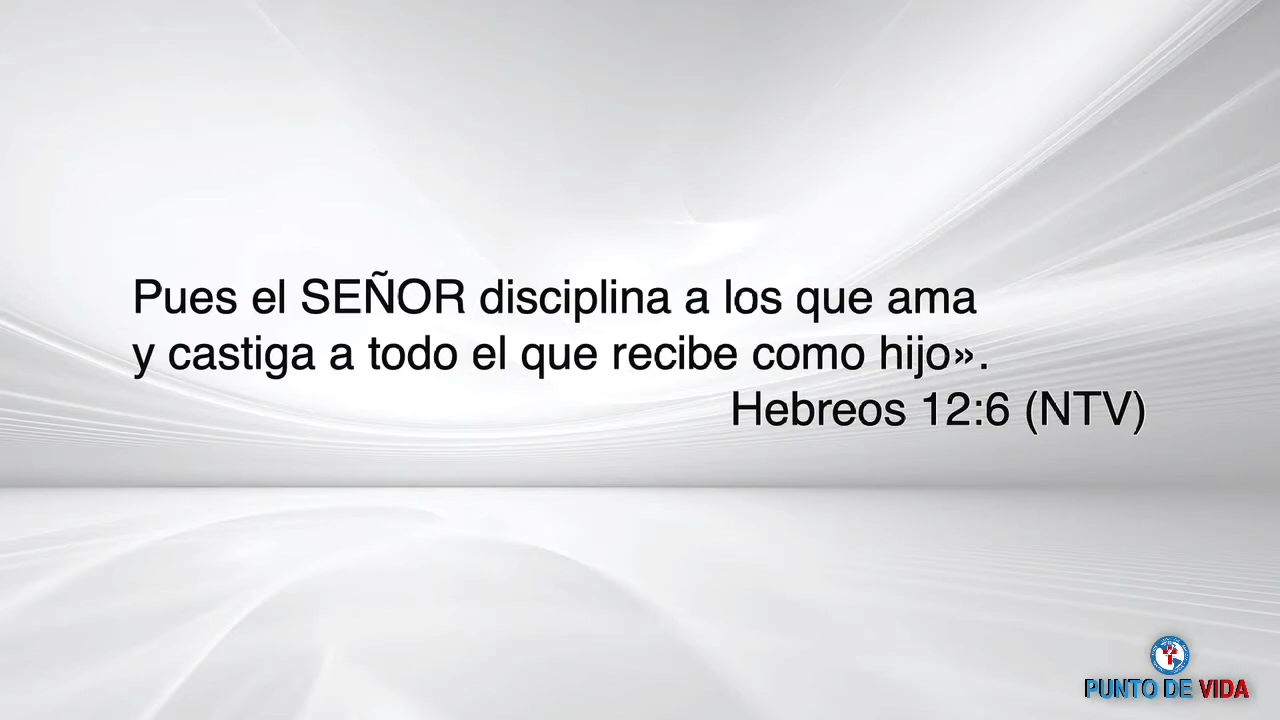 Pues el SEÑOR disciplina a los que ama
y castiga a todo el que recibe como hijo».
Hebreos 12:6 (NTV)
PUNTO DE VIDA